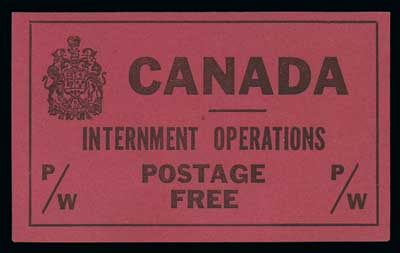 CANADA
INTERNMENT OPERATIONS
P/W
POSTAGE
FREE
P/W